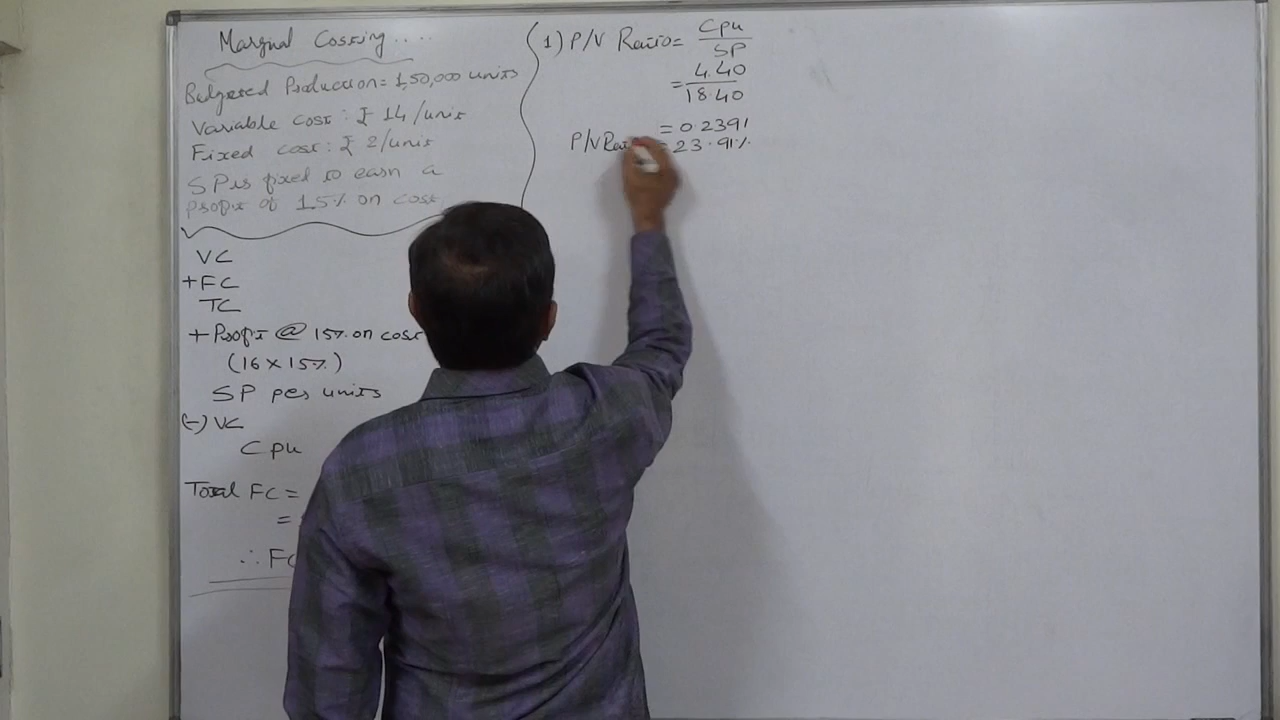 Marginal Costing....
Budgeted Production = 1,50,000 units
Variable cost: ₹ 14/unit
Fixed cost: ₹ 2/unit
SP is fixed to earn a
profit of 15% on cost
VC
+ FC
TC
+ Profit @ 15% on cost
(16 × 15%)
SP per units
(-) VC
Cpu
Total FC =
=
∴ FC
1) P/V Ratio = Cpu
SP
= 4.40
18.40
= 0.2391
P/V = 23.91%